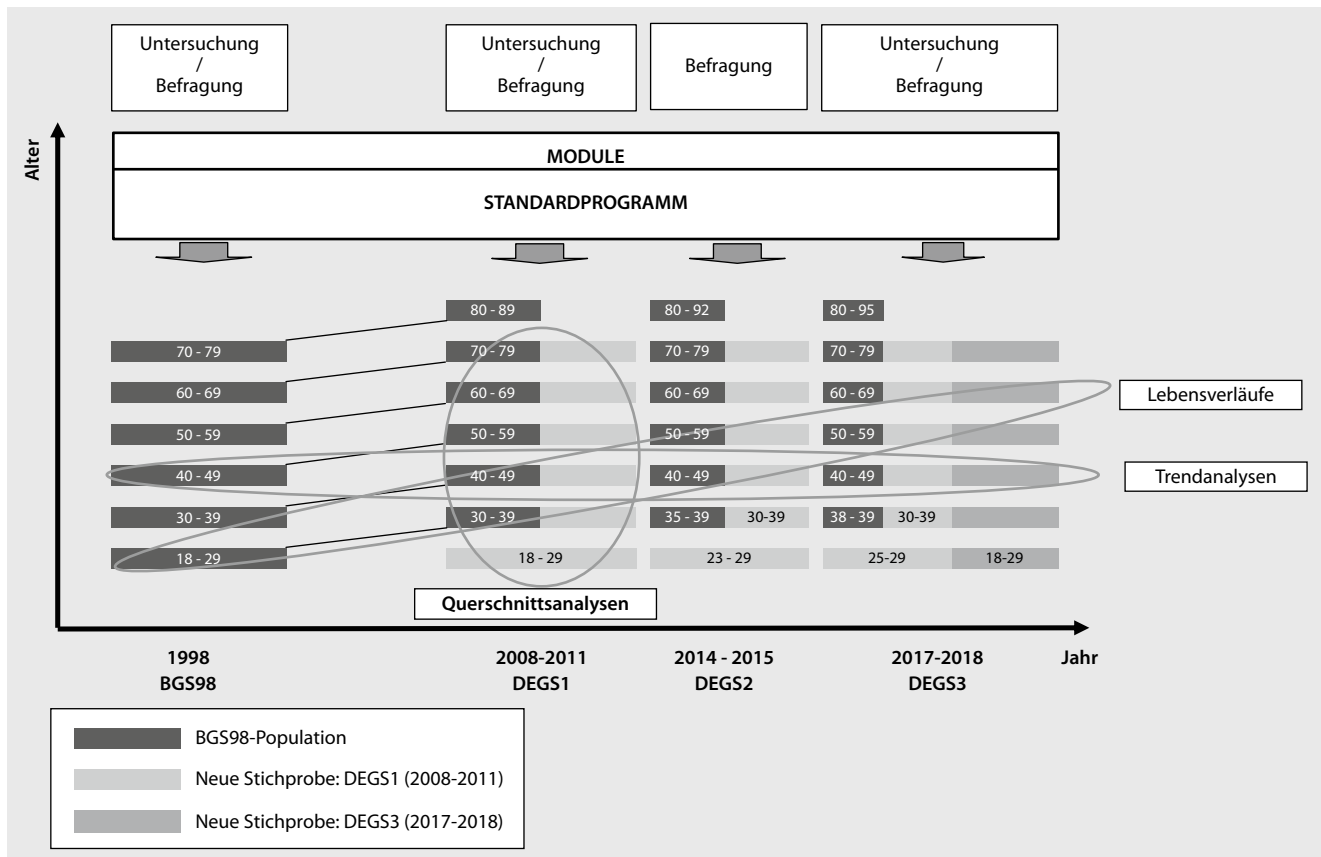 Untersuchung
/
Befragung
Untersuchung
/
Befragung
Befragung
Untersuchung
/
Befragung
Alter
MODULE
STANDARDPROGRAMM
80 - 89
80 - 92
80 - 95
70 - 79
70 - 79
70 - 79
70 - 79
60 - 69
60 - 69
60 - 69
60 - 69
Lebensverläufe
50 - 59
50 - 59
50 - 59
50 - 59
40 - 49
40 - 49
40 - 49
40 - 49
Trendanalysen
30 - 39
30 - 39
35 - 39
30-39
38 - 39
30-39
18 - 29
18 - 29
23 - 29
25-29
18-29
Querschnittsanalysen
1998
BGS98
2008-2011
DEGS1
2014 - 2015
DEGS2
2017-2018
DEGS3
Jahr
BGS98-Population
Neue Stichprobe: DEGS1 (2008-2011)
Neue Stichprobe: DEGS3 (2017-2018)